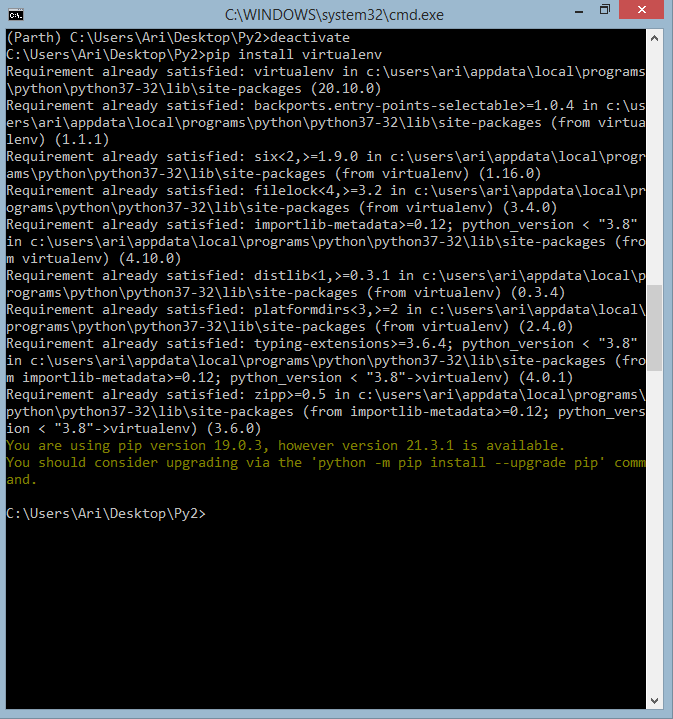 C:\WINDOWS\system32\cmd.exe
(Parth) C:\Users\Ari\Desktop\Py2>deactivate
C:\Users\Ari\Desktop\Py2>pip install virtualenv
Requirement already satisfied: virtualenv in c:\users\ari\appdata\local\programs
\python\python37-32\lib\site-packages (20.10.0)
Requirement already satisfied: backports.entry-points-selectable>=1.0.4 in c:\us
ers\ari\appdata\local\programs\python\python37-32\lib\site-packages (from virtua
lenv) (1.1.1)
Requirement already satisfied: six<2,>=1.9.0 in c:\users\ari\appdata\local\progr
ams\python\python37-32\lib\site-packages (from virtualenv) (1.16.0)
Requirement already satisfied: filelock<4,>=3.2 in c:\users\ari\appdata\local\pr
ograms\python\python37-32\lib\site-packages (from virtualenv) (3.4.0)
Requirement already satisfied: importlib-metadata>=0.12; python_version < "3.8"
in c:\users\ari\appdata\local\programs\python\python37-32\lib\site-packages (fro
m virtualenv) (4.10.0)
Requirement already satisfied: distlib<1,>=0.3.1 in c:\users\ari\appdata\local\p
rograms\python\python37-32\lib\site-packages (from virtualenv) (0.3.4)
Requirement already satisfied: platformdirs<3,>=2 in c:\users\ari\appdata\local\
programs\python\python37-32\lib\site-packages (from virtualenv) (2.4.0)
Requirement already satisfied: typing-extensions>=3.6.4; python_version < "3.8"
in c:\users\ari\appdata\local\programs\python\python37-32\lib\site-packages (fro
m importlib-metadata>=0.12; python_version < "3.8"->virtualenv) (4.0.1)
Requirement already satisfied: zipp>=0.5 in c:\users\ari\appdata\local\programs\
python\python37-32\lib\site-packages (from importlib-metadata>=0.12; python_vers
ion < "3.8"->virtualenv) (3.6.0)
You are using pip version 19.0.3, however version 21.3.1 is available.
You should consider upgrading via the 'python -m pip install --upgrade pip' comm
and.
C:\Users\Ari\Desktop\Py2>